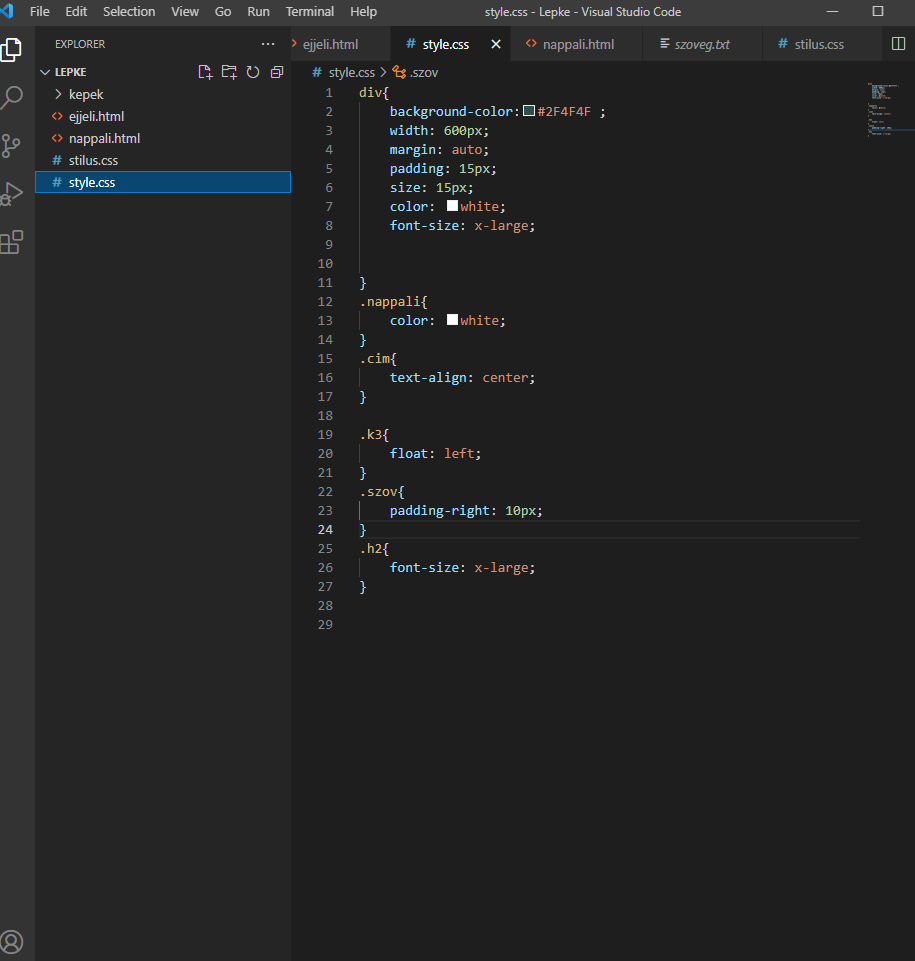 File Edit Selection View Go Run Terminal Help style.css - Lepke - Visual Studio Code
EXPLORER ···
ejjeli.html # style.css × <> nappali.html szoveg.txt # stilus.css
LEPKE
# style.css > .szov
> kepek
<> ejjeli.html
<> nappali.html
# stilus.css
# style.css
1 div{
2 background-color: #2F4F4F ;
3 width: 600px;
4 margin: auto;
5 padding: 15px;
6 size: 15px;
7 color: white;
8 font-size: x-large;
9
10
11 }
12 .nappali{
13 color: white;
14 }
15 .cim{
16 text-align: center;
17 }
18
19 .k3{
20 float: left;
21 }
22 .szov{
23 padding-right: 10px;
24 }
25 .h2{
26 font-size: x-large;
27 }
28
29